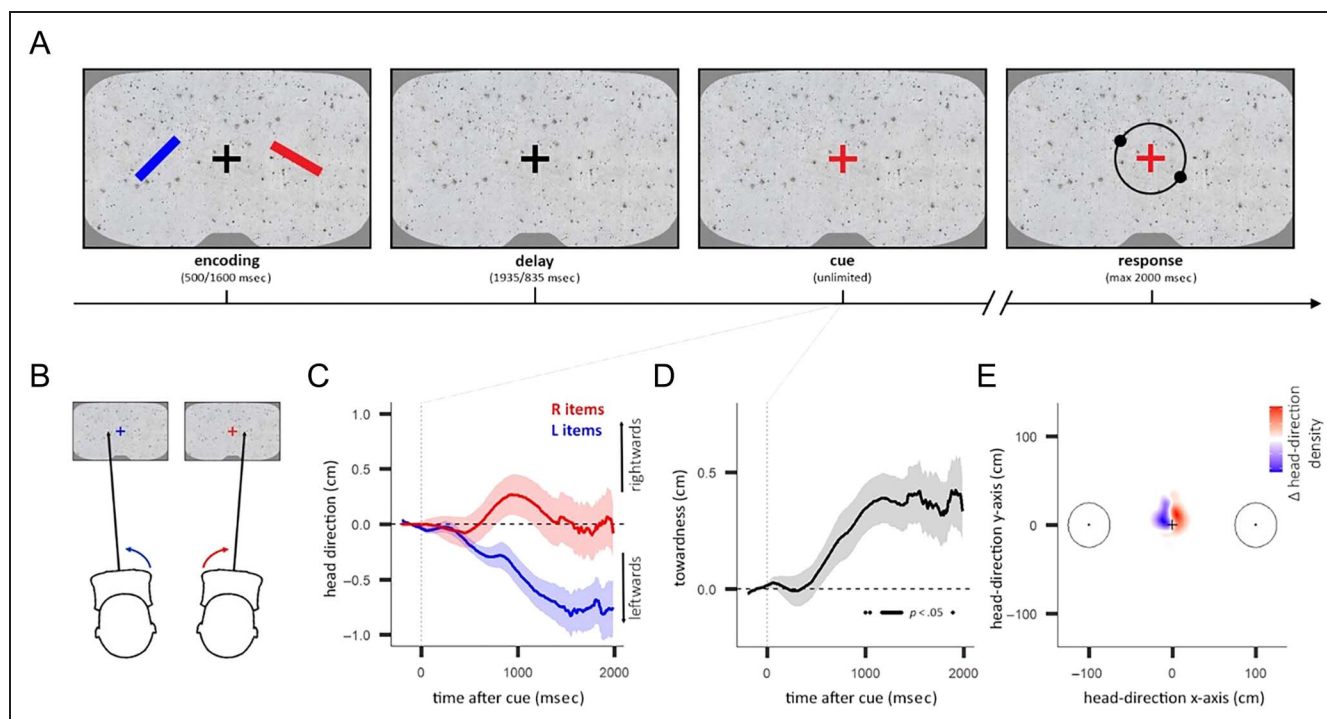 A
encoding
(500/1600 msec)
delay
(1935/835 msec)
cue
(unlimited)
response
(max 2000 msec)
B
C
R items
L items
rightwards
leftwards
head direction (cm)
1.0
0.5
0.0
−0.5
−1.0
0
1000
2000
time after cue (msec)
D
towardness (cm)
0.5
0.0
p < .05
0
1000
2000
time after cue (msec)
E
Δ head-direction
density
head-direction y-axis (cm)
100
0
−100
−100
0
100
head-direction x-axis (cm)